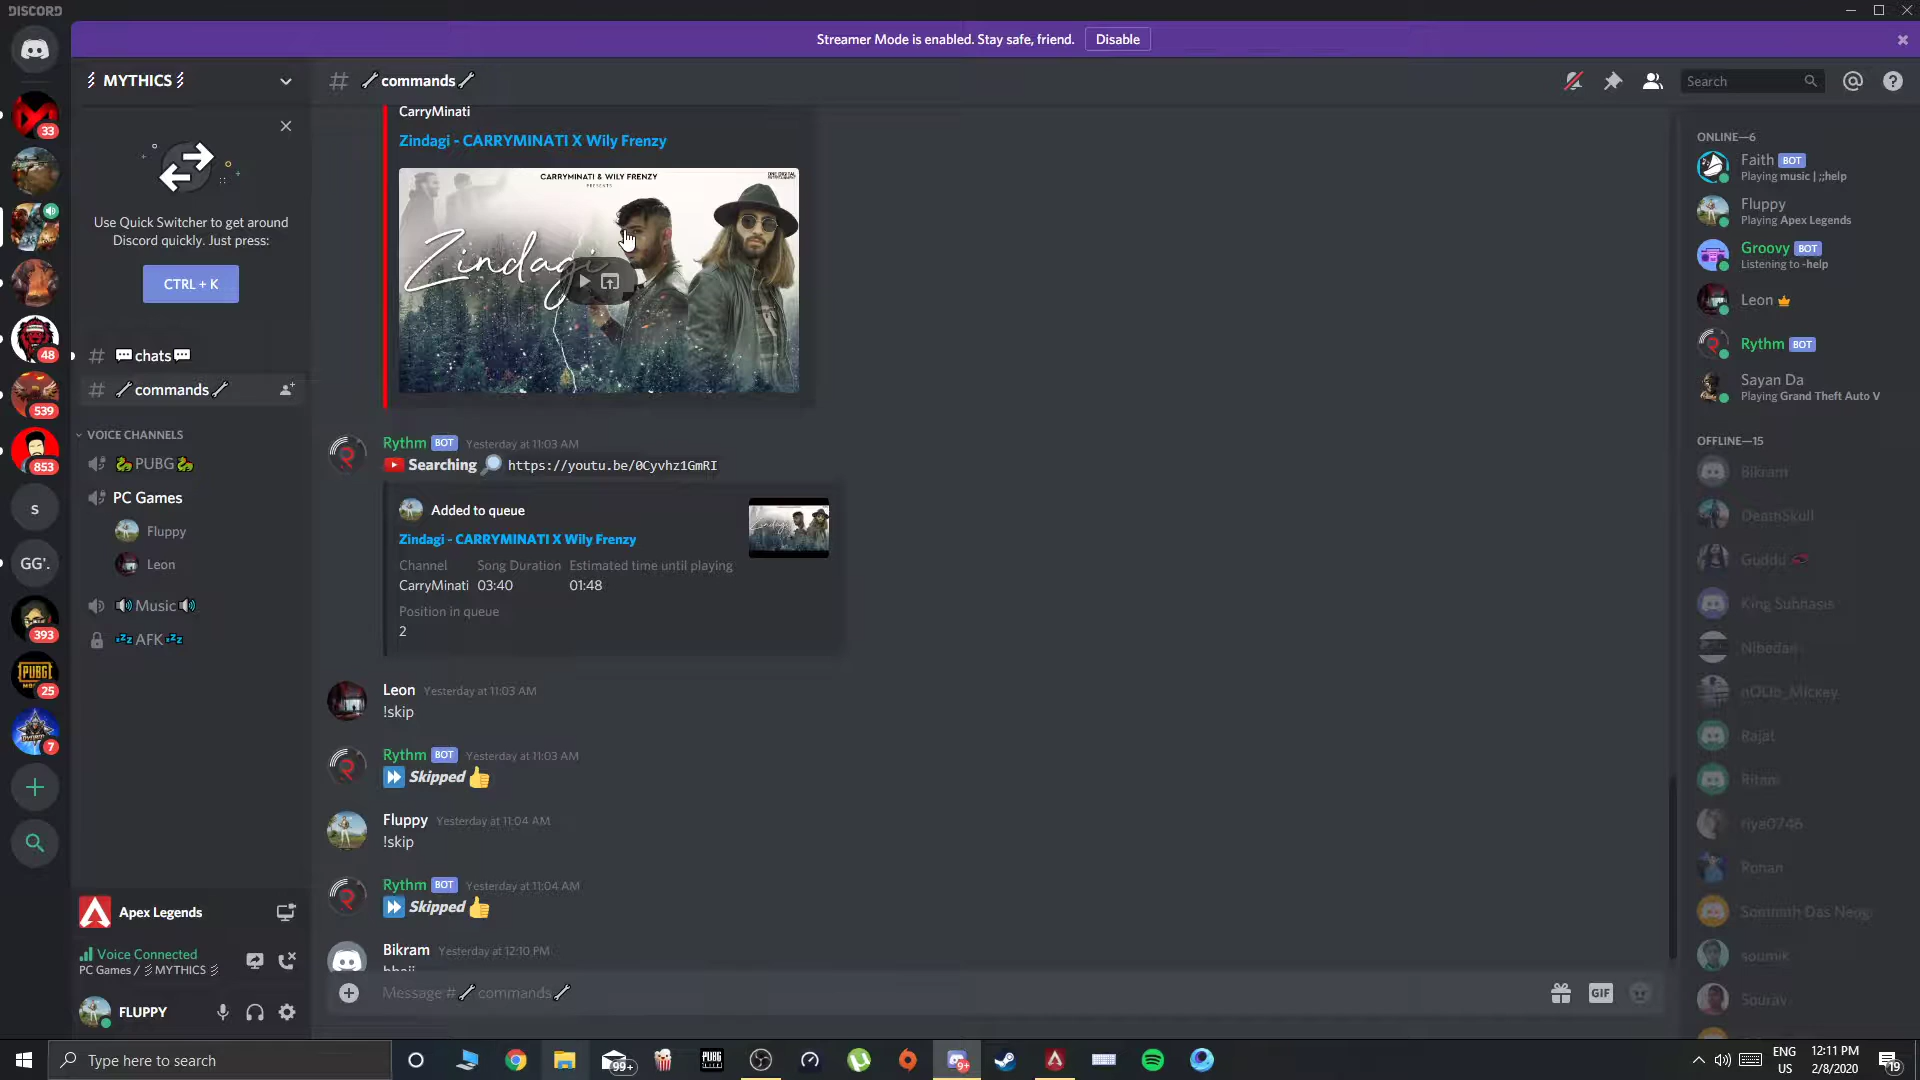 DISCORD
Streamer Mode is enabled. Stay safe, friend.
Disable
MYTHICS
commands
Search
33
48
539
853
S
GG'.
393
25
7
Use Quick Switcher to get around
Discord quickly. Just press:
CTRL + K
chats
commands
VOICE CHANNELS
PUBG
PC Games
Fluppy
Leon
Music
AFK
Apex Legends
Voice Connected
PC Games / MYTHICS
FLUPPY
CarryMinati
Zindagi - CARRYMINATI X Wily Frenzy
CARRYMINATI & WILY FRENZY
PRESENTS
Zindagi
Rythm BOT Yesterday at 11:03 AM
Searching https://youtu.be/0Cyvhz1GmRI
Added to queue
Zindagi - CARRYMINATI X Wily Frenzy
Channel Song Duration Estimated time until playing
CarryMinati 03:40 01:48
Position in queue
2
Leon Yesterday at 11:03 AM
!skip
Rythm BOT Yesterday at 11:03 AM
Skipped
Fluppy Yesterday at 11:04 AM
!skip
Rythm BOT Yesterday at 11:04 AM
Skipped
Bikram Yesterday at 12:10 PM
Message # commands
GIF
ONLINE—6
Faith BOT
Playing music | ;;help
Fluppy
Playing Apex Legends
Groovy BOT
Listening to -help
Leon
Rythm BOT
Sayan Da
Playing Grand Theft Auto V
OFFLINE—15
Bikram
DeamSkull
Guddu
King Subhasis
Nibedan
nOLib_Mickey
Rajat
Ritam
riya0746
Rohan
soumik
Sourav
Type here to search
99+
PUBG
9+
ENG
US
12:11 PM
2/8/2020
19